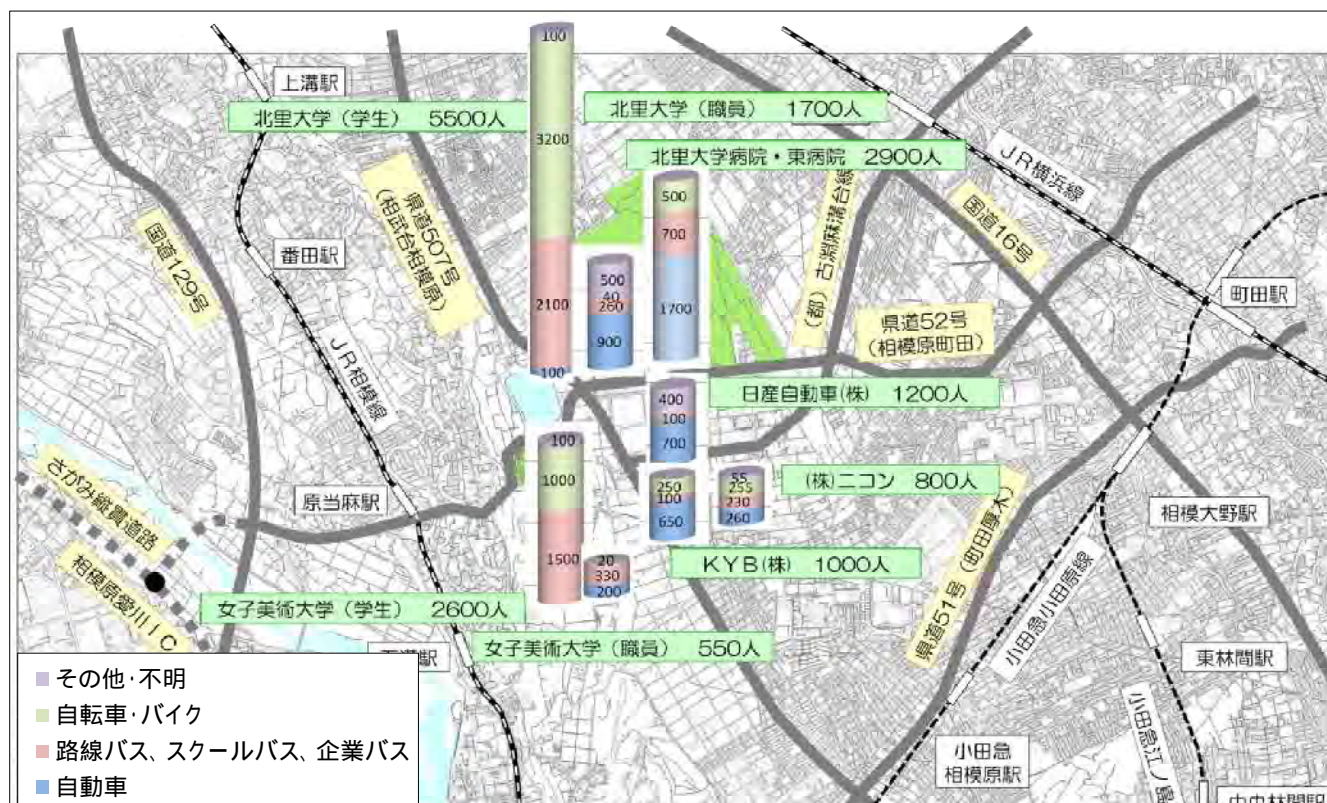 上溝駅
北里大学（学生） 5500人
北里大学（職員） 1700人
北里大学病院・東病院 2900人
100
3200
2100
100
500
40
260
900
500
700
1700
ＪＲ横浜線
国道16号
（都）古淵麻溝台線
県道507号
（相武台相模原）
国道129号
番田駅
町田駅
県道52号
（相模原町田）
ＪＲ相模線
日産自動車(株) 1200人
400
100
700
100
1000
1500
250
100
650
55
255
230
260
(株)ニコン 800人
さがみ縦貫道路
原当麻駅
相模大野駅
県道51号（町田厚木）
小田急小田原線
20
330
200
ＫＹＢ(株) 1000人
相模原愛川ＩＣ
女子美術大学（学生） 2600人
女子美術大学（職員） 550人
東林間駅
小田急
相模原駅
小田急江ノ島
中央林間駅
その他・不明
自転車・バイク
路線バス、スクールバス、企業バス
自動車